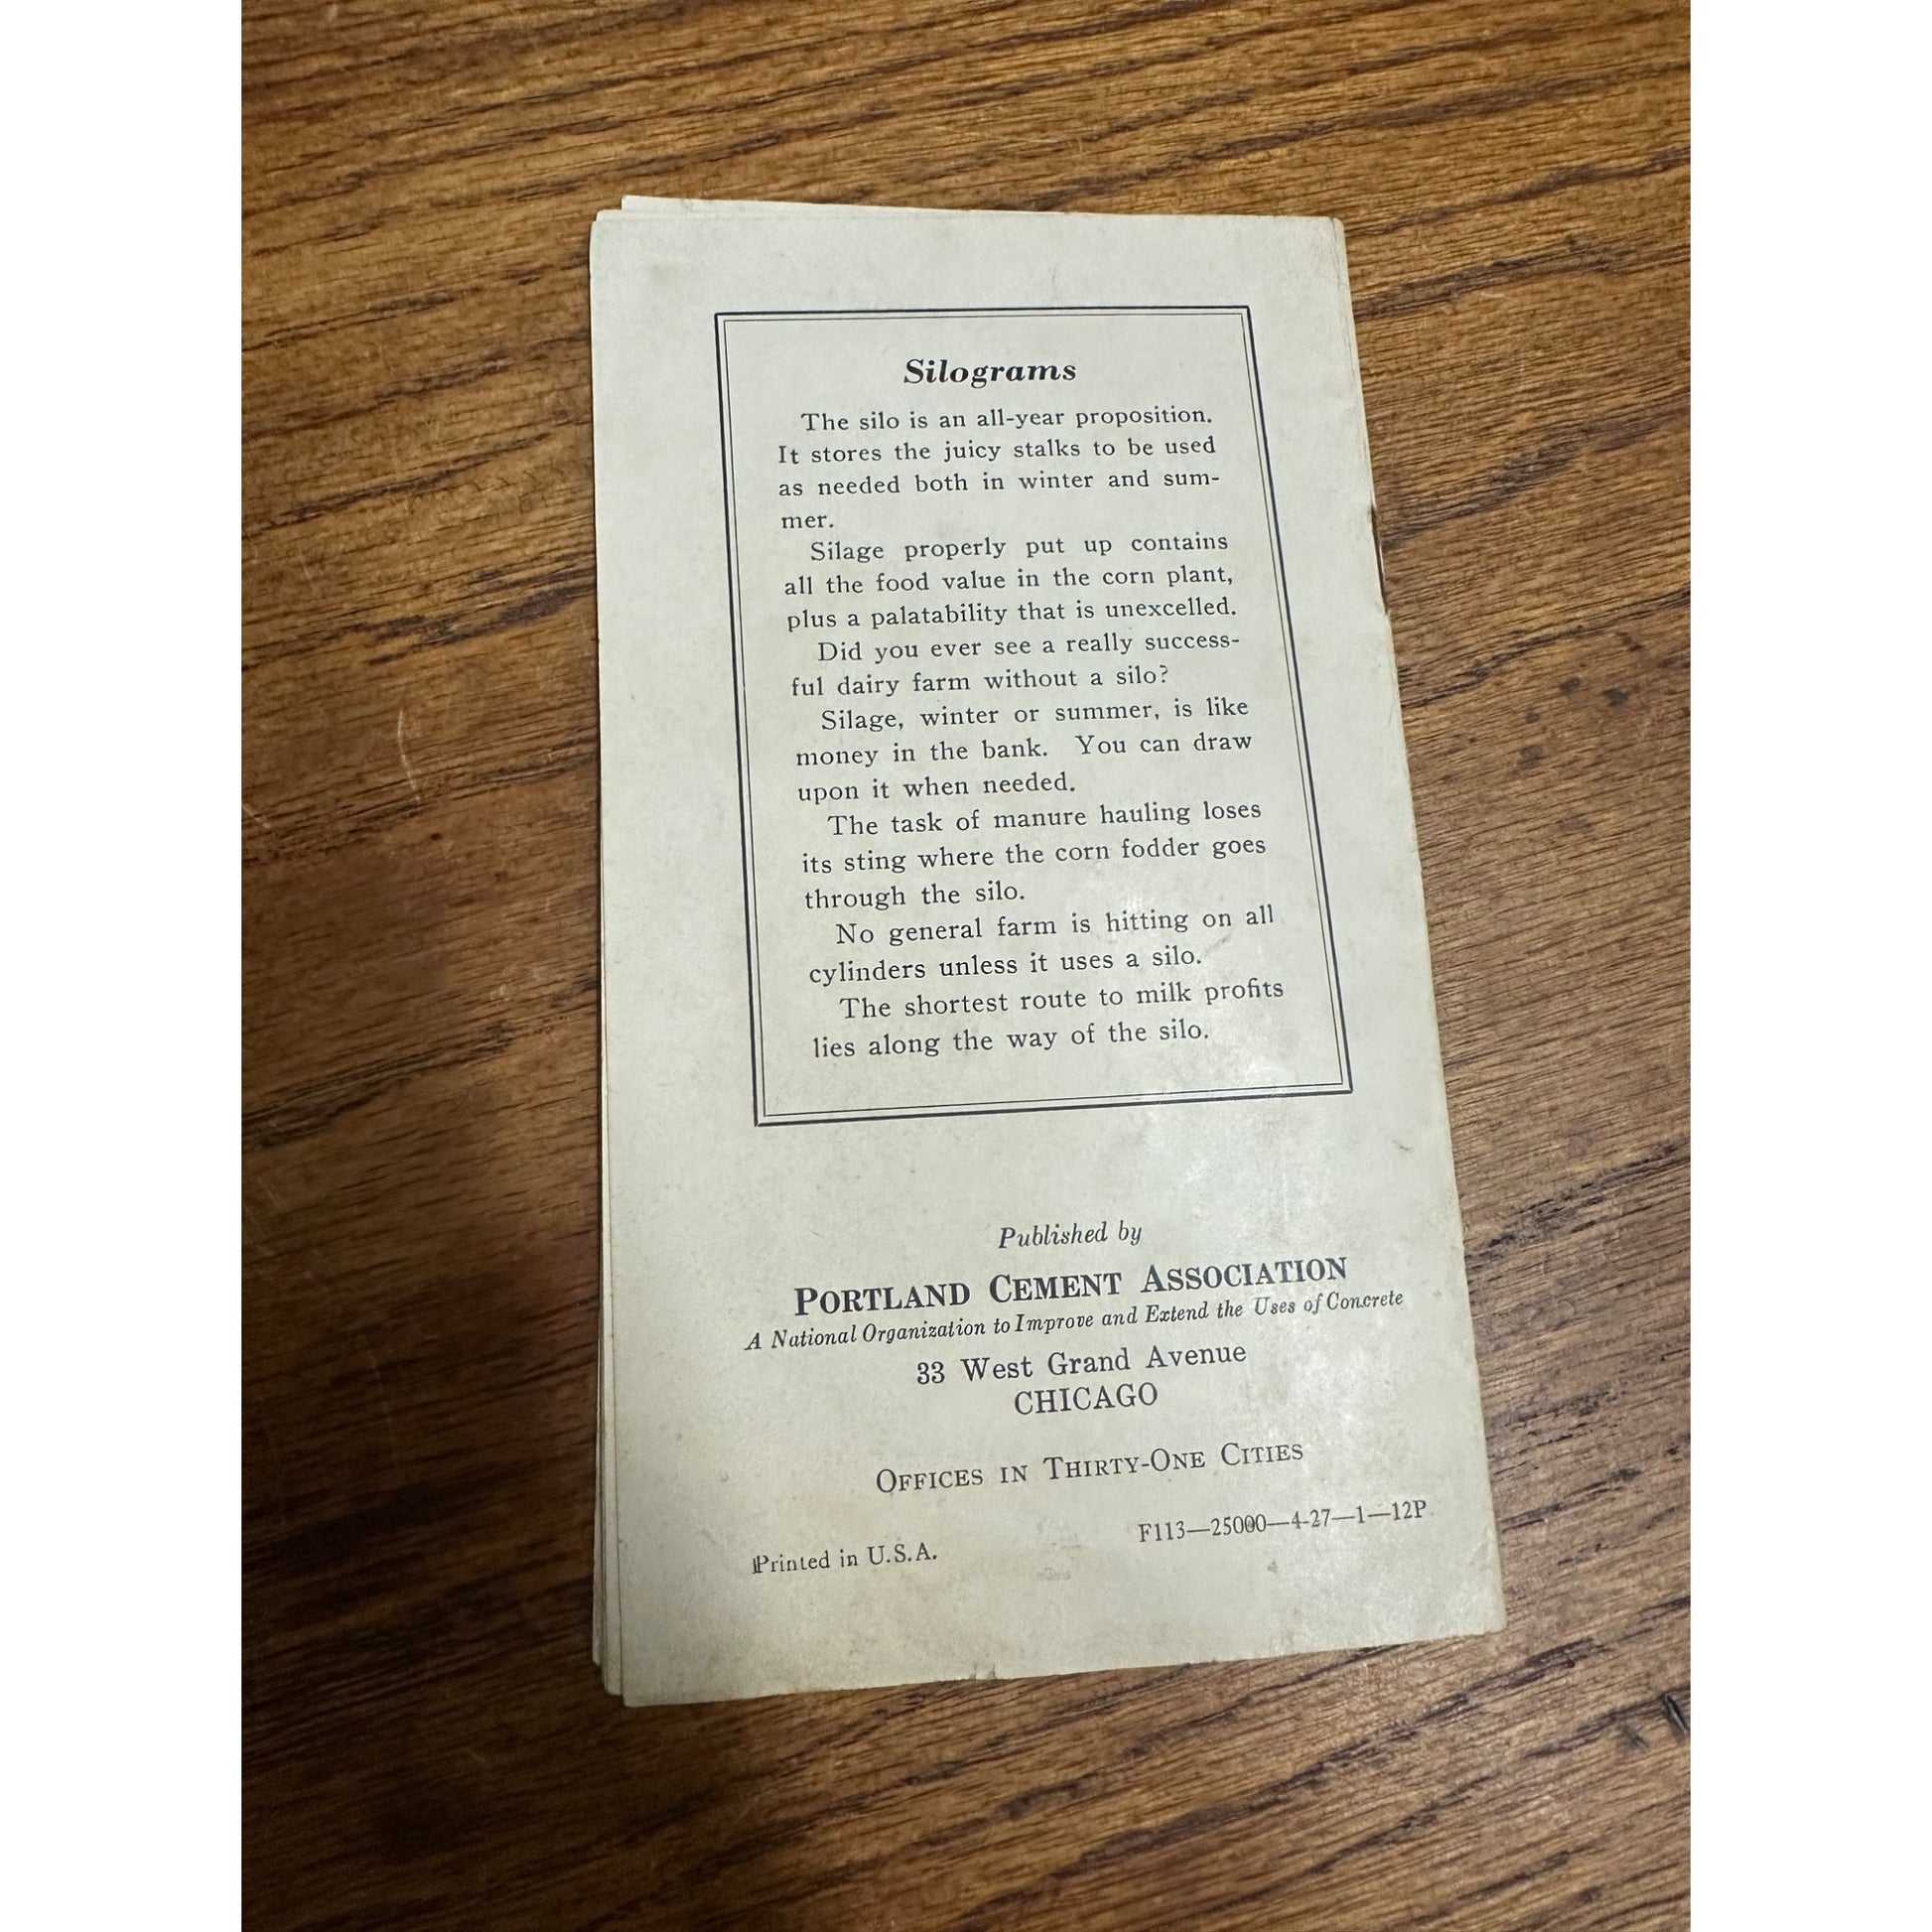 Silograms
The silo is an all-year proposition.
It stores the juicy stalks to be used
as needed both in winter and sum-
mer.
Silage properly put up contains
all the food value in the corn plant,
plus a palatability that is unexcelled.
Did you ever see a really success-
ful dairy farm without a silo?
Silage, winter or summer, is like
money in the bank. You can draw
upon it when needed.
The task of manure hauling loses
its sting where the corn fodder goes
through the silo.
No general farm is hitting on all
cylinders unless it uses a silo.
The shortest route to milk profits
lies along the way of the silo.
Published by
PORTLAND CEMENT ASSOCIATION
A National Organization to Improve and Extend the Uses of Concrete
33 West Grand Avenue
CHICAGO
OFFICES IN THIRTY-ONE CITIES
Printed in U.S.A.
F113—25000—4-27—1—12P